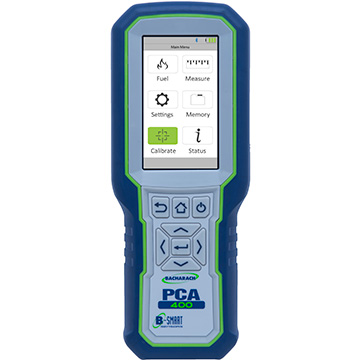 Main Menu
Fuel Measure
Settings Memory
Calibrate Status
BACHARACH
PCA
400
B-SMART